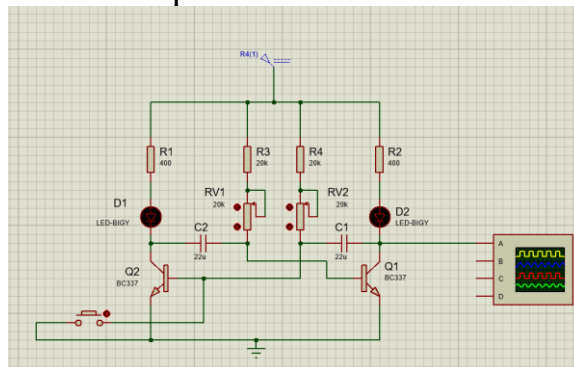 R4(1)
R1
400
R3
20k
R4
20k
R2
400
D1
LED-BIGY
RV1
20k
RV2
20k
D2
LED-BIGY
C2
22u
C1
22u
Q2
BC337
Q1
BC337
A
B
C
D